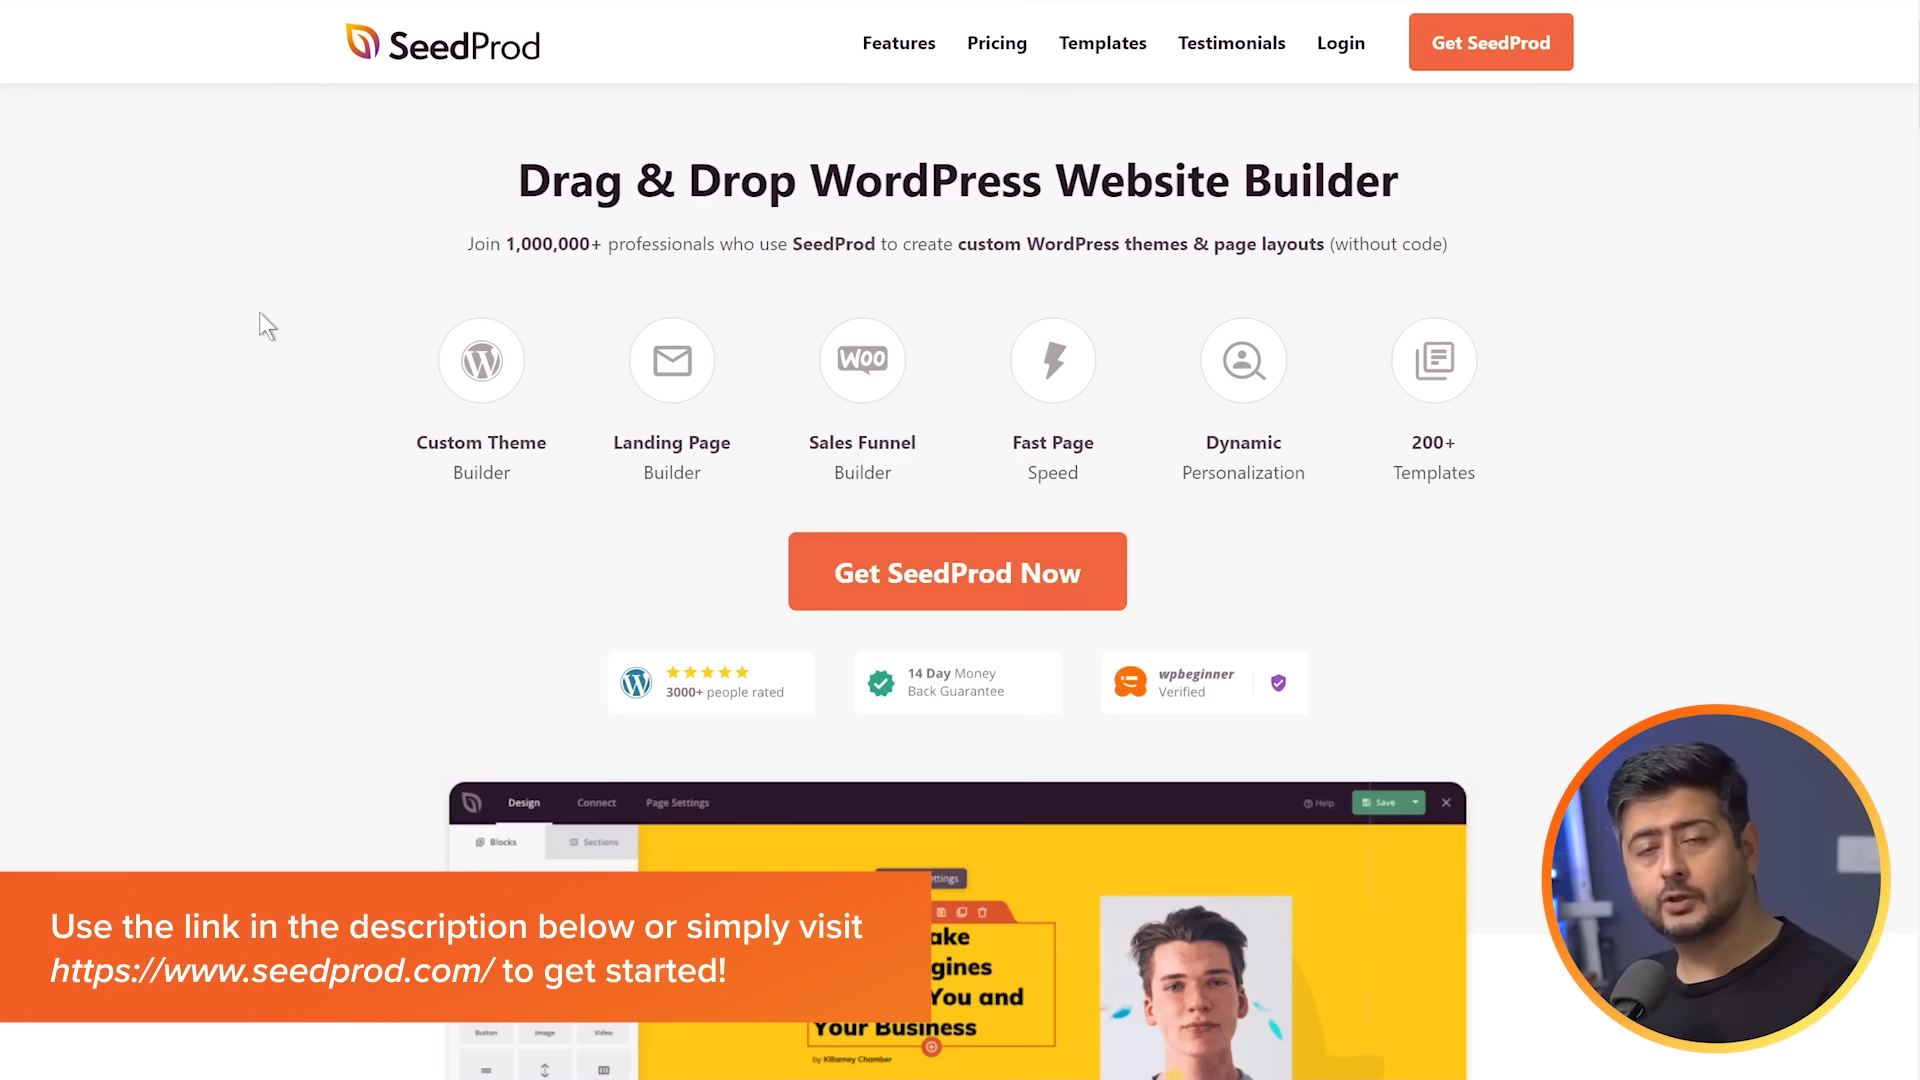 SeedProd
Features
Pricing
Templates
Testimonials
Login
Get SeedProd
Drag & Drop WordPress Website Builder
Join 1,000,000+ professionals who use SeedProd to create custom WordPress themes & page layouts (without code)
WOO
Custom Theme
Builder
Landing Page
Builder
Sales Funnel
Builder
Fast Page
Speed
Dynamic
Personalization
200+
Templates
Get SeedProd Now
3000+ people rated
14 Day Money
Back Guarantee
wpbeginner
Verified
Design
Connect
Page Settings
Help
Save
Blocks
Sections
ettings
ake
gines
You and
Your Business
by Killarney Chamber
Use the link in the description below or simply visit
https://www.seedprod.com/ to get started!
Button
Image
Video